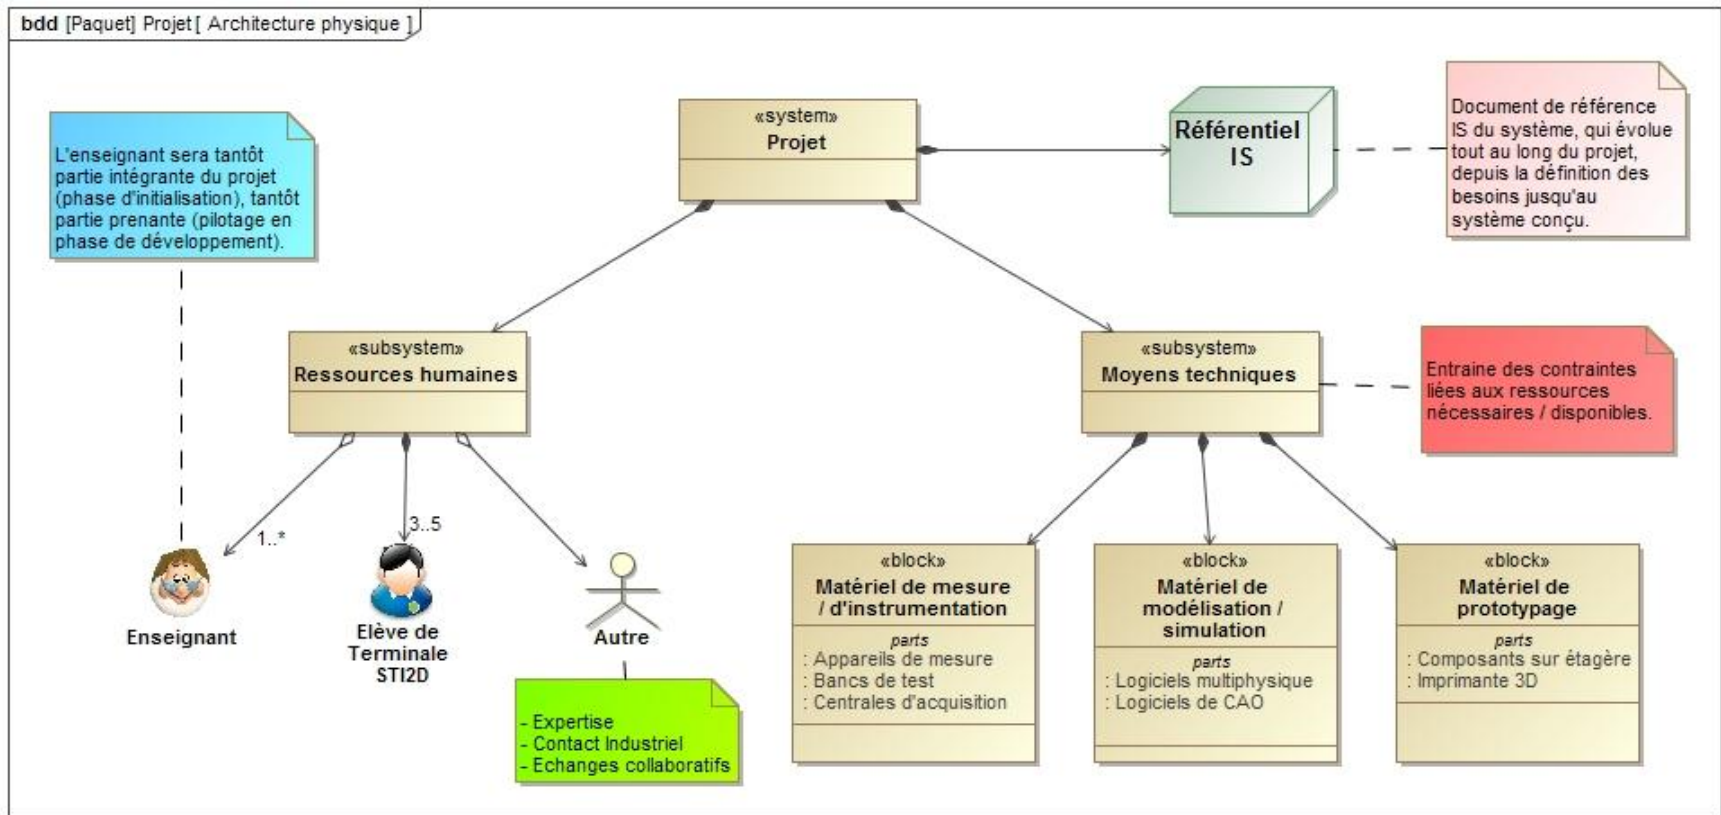 bdd [Paquet] Projet [ Architecture physique ]
«system»
Projet
Référentiel
IS
Document de référence
IS du système, qui évolue
tout au long du projet,
depuis la définition des
besoins jusqu'au
système conçu.
L'enseignant sera tantôt
partie intégrante du projet
(phase d'initialisation), tantôt
partie prenante (pilotage en
phase de développement).
«subsystem»
Ressources humaines
«subsystem»
Moyens techniques
Entraine des contraintes
liées aux ressources
nécessaires / disponibles.
1..*
3..5
Enseignant
Elève de
Terminale
STI2D
Autre
- Expertise
- Contact Industriel
- Echanges collaboratifs
«block»
Matériel de mesure
/ d'instrumentation
parts
: Appareils de mesure
: Bancs de test
: Centrales d'acquisition
«block»
Matériel de
modélisation /
simulation
parts
: Logiciels multiphysique
: Logiciels de CAO
«block»
Matériel de
prototypage
parts
: Composants sur étagère
: Imprimante 3D